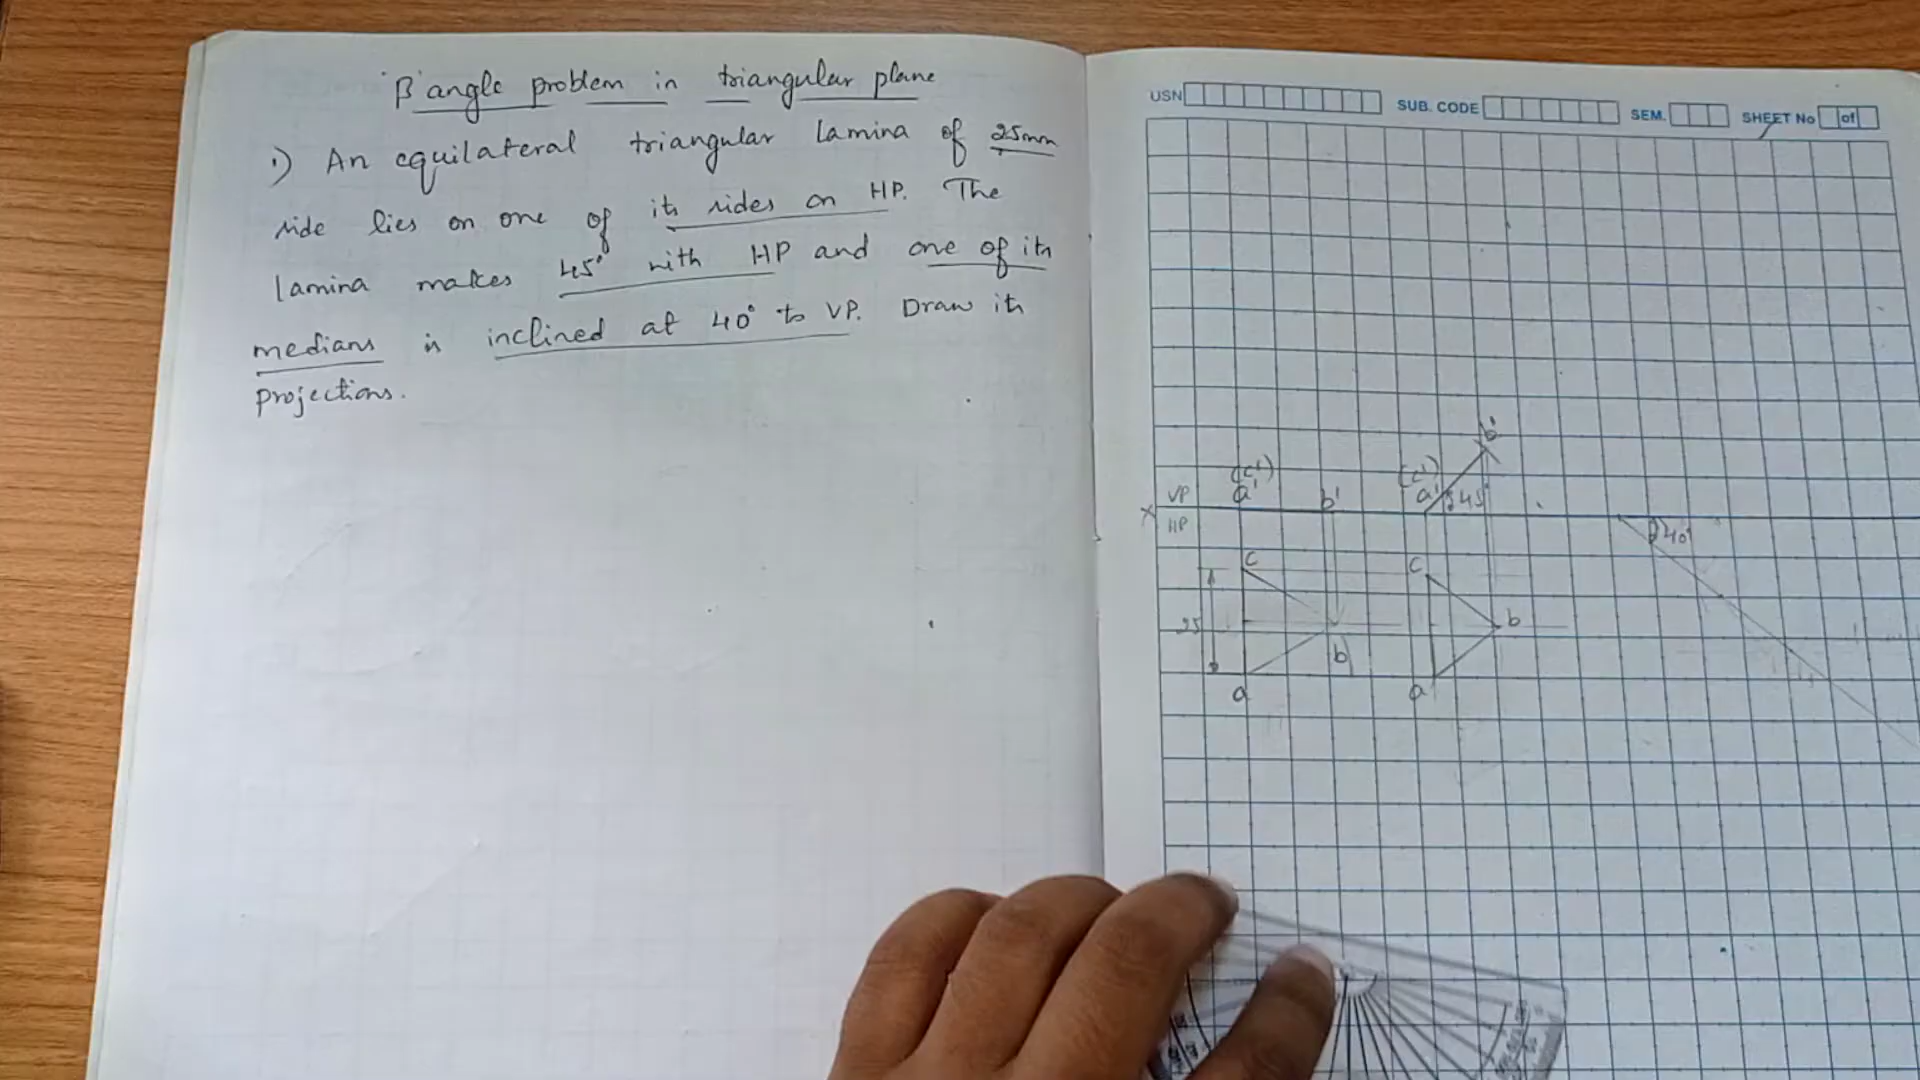 'β' angle problem in triangular plane
1) An equilateral triangular lamina of 25mm
side lies on one of its sides on HP. The
lamina makes 45° with HP and one of its
medians is inclined at 40° to VP. Draw its
projections.
USN SUB. CODE SEM. SHEET No of
b'
(c') (c')
VP a' b' a' 45°
X HP 40°
c c
25 b b
a a